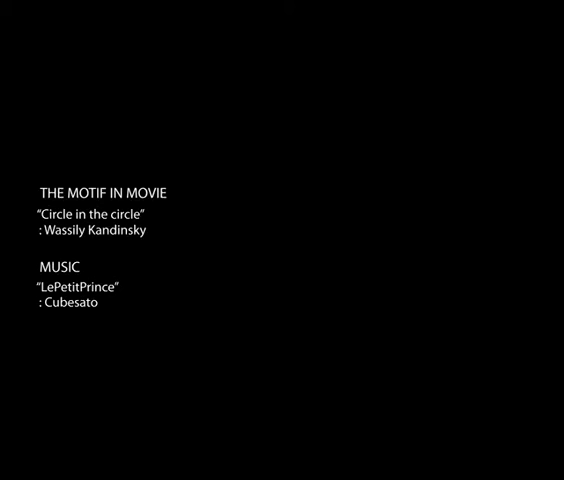 THE MOTIF IN MOVIE
“Circle in the circle”
: Wassily Kandinsky
MUSIC
“LePetitPrince”
: Cubesato